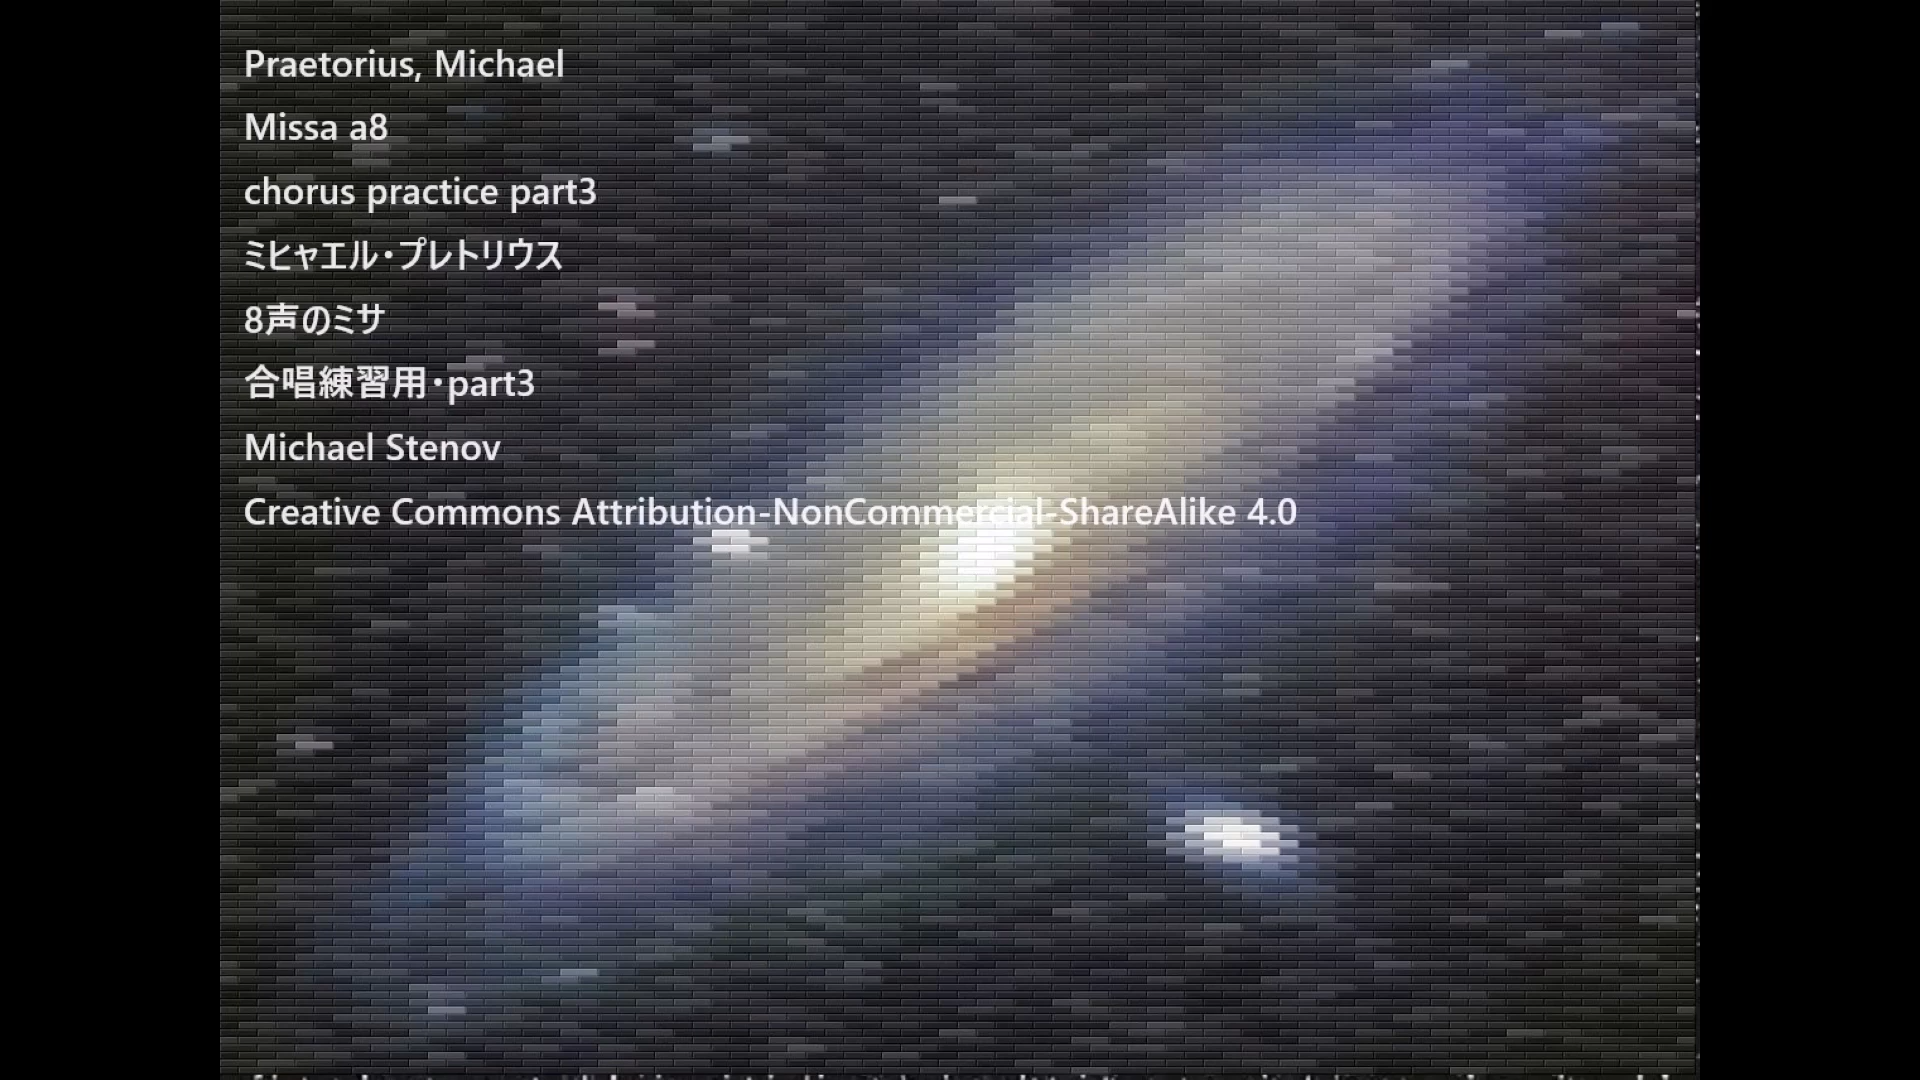 Praetorius, Michael
Missa a8
chorus practice part3
ミヒャエル・プレトリウス
8声のミサ
合唱練習用・part3
Michael Stenov
Creative Commons Attribution-NonCommercial-ShareAlike 4.0